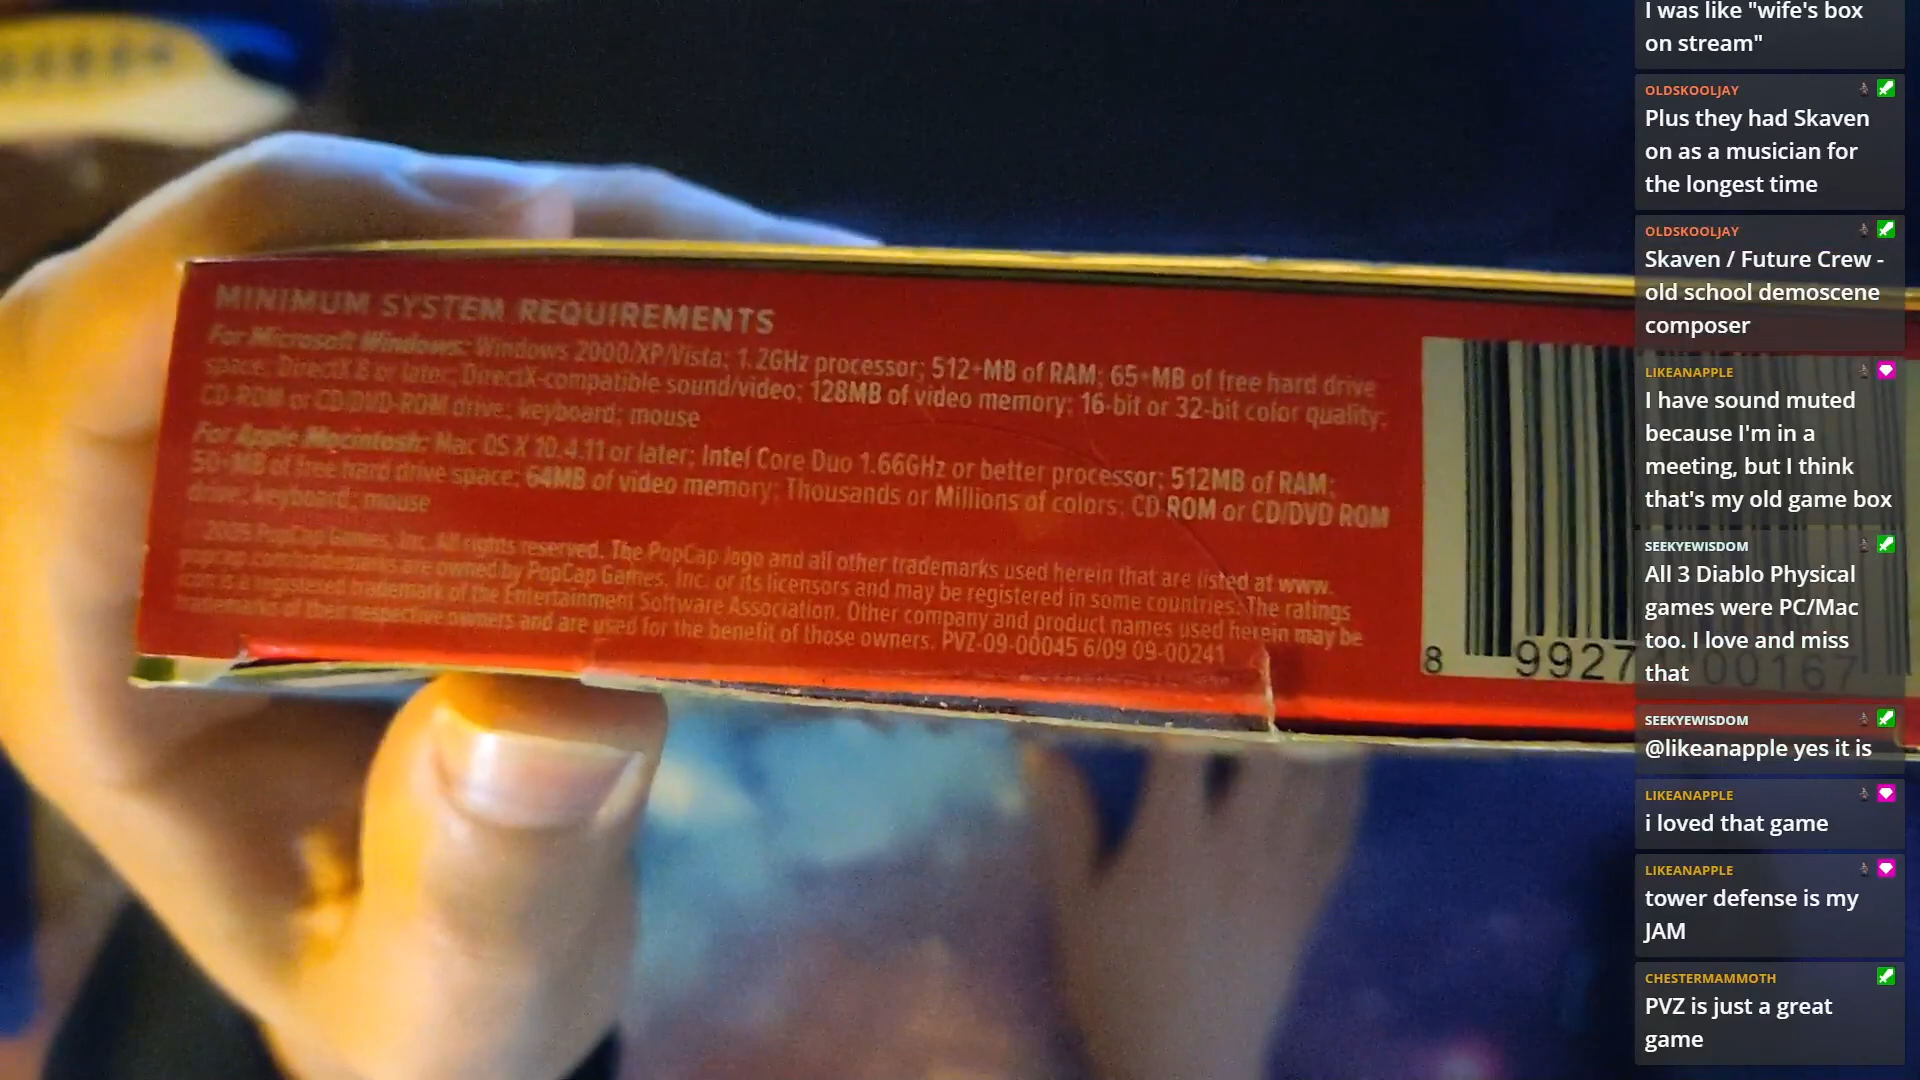 MINIMUM SYSTEM REQUIREMENTS
For Microsoft Windows: Windows 2000/XP/Vista; 1.2GHz processor; 512+MB of RAM; 65+MB of free hard drive
space; DirectX 8 or later; DirectX-compatible sound/video; 128MB of video memory; 16-bit or 32-bit color quality;
CD-ROM or CD/DVD-ROM drive; keyboard; mouse
For Apple Macintosh: Mac OS X 10.4.11 or later; Intel Core Duo 1.66GHz or better processor; 512MB of RAM;
50+MB of free hard drive space; 64MB of video memory; Thousands or Millions of colors; CD ROM or CD/DVD ROM
drive; keyboard; mouse
PopCap Games, Inc. All rights reserved. The PopCap logo and all other trademarks used herein that are listed at www.
popcap.com/trademarks are owned by PopCap Games, Inc. or its licensors and may be registered in some countries. The ratings
icon is a registered trademark of the Entertainment Software Association. Other company and product names used herein may be
trademarks of their respective owners and are used for the benefit of those owners. PVZ-09-00045 6/09 09-00241
8 9927 00167
I was like "wife's box
on stream"
OLDSKOOLJAY
Plus they had Skaven
on as a musician for
the longest time
OLDSKOOLJAY
Skaven / Future Crew -
old school demoscene
composer
LIKEANAPPLE
I have sound muted
because I'm in a
meeting, but I think
that's my old game box
SEEKYEWISDOM
All 3 Diablo Physical
games were PC/Mac
too. I love and miss
that
SEEKYEWISDOM
@likeanapple yes it is
LIKEANAPPLE
i loved that game
LIKEANAPPLE
tower defense is my
JAM
CHESTERMAMMOTH
PVZ is just a great
game